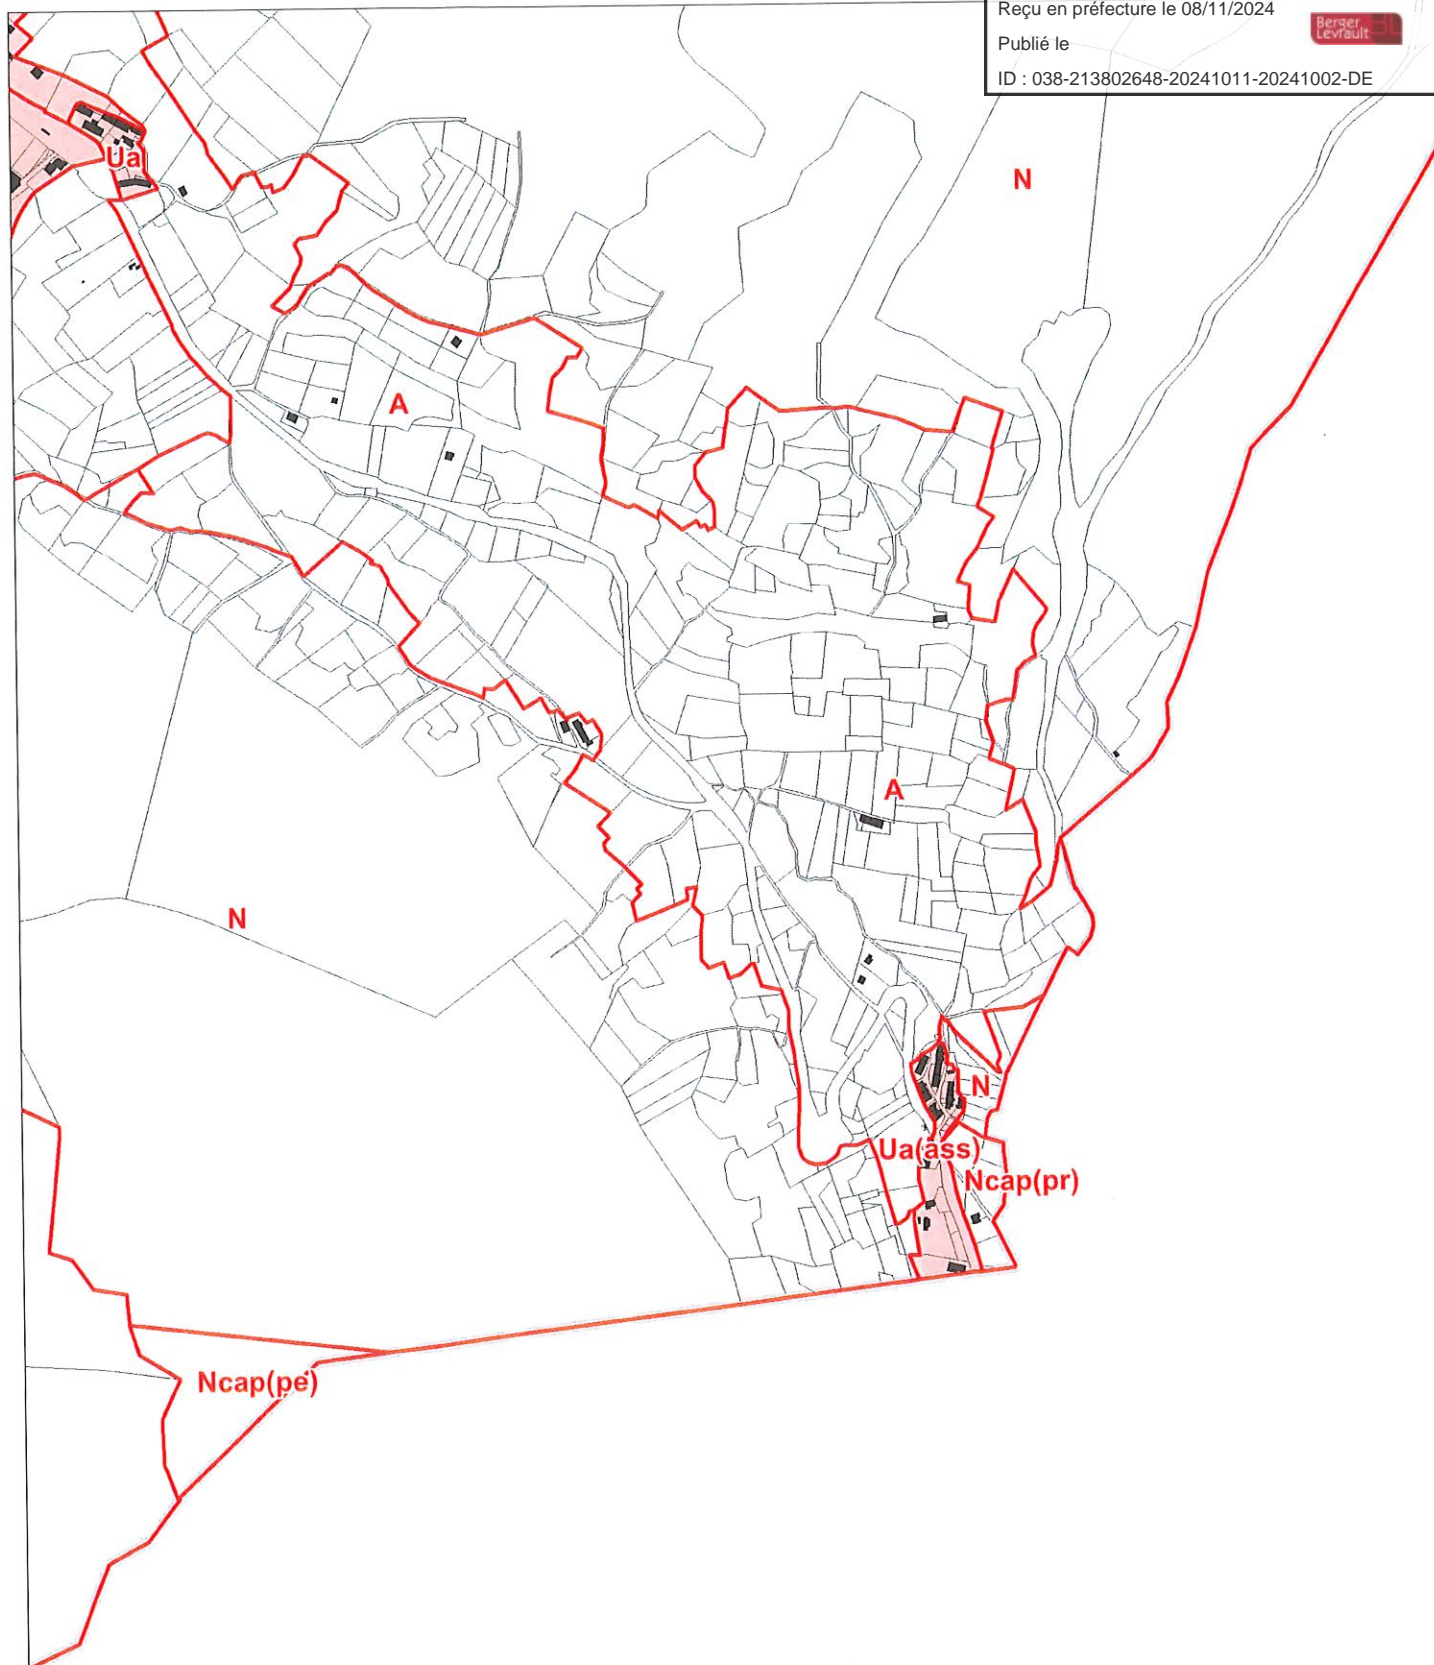 Reçu en préfecture le 08/11/2024
Publié le
Berger
Levrault
BL
ID : 038-213802648-20241011-20241002-DE
Ua
N
A
A
N
N
Ua(ass)
Ncap(pr)
Ncap(pe)